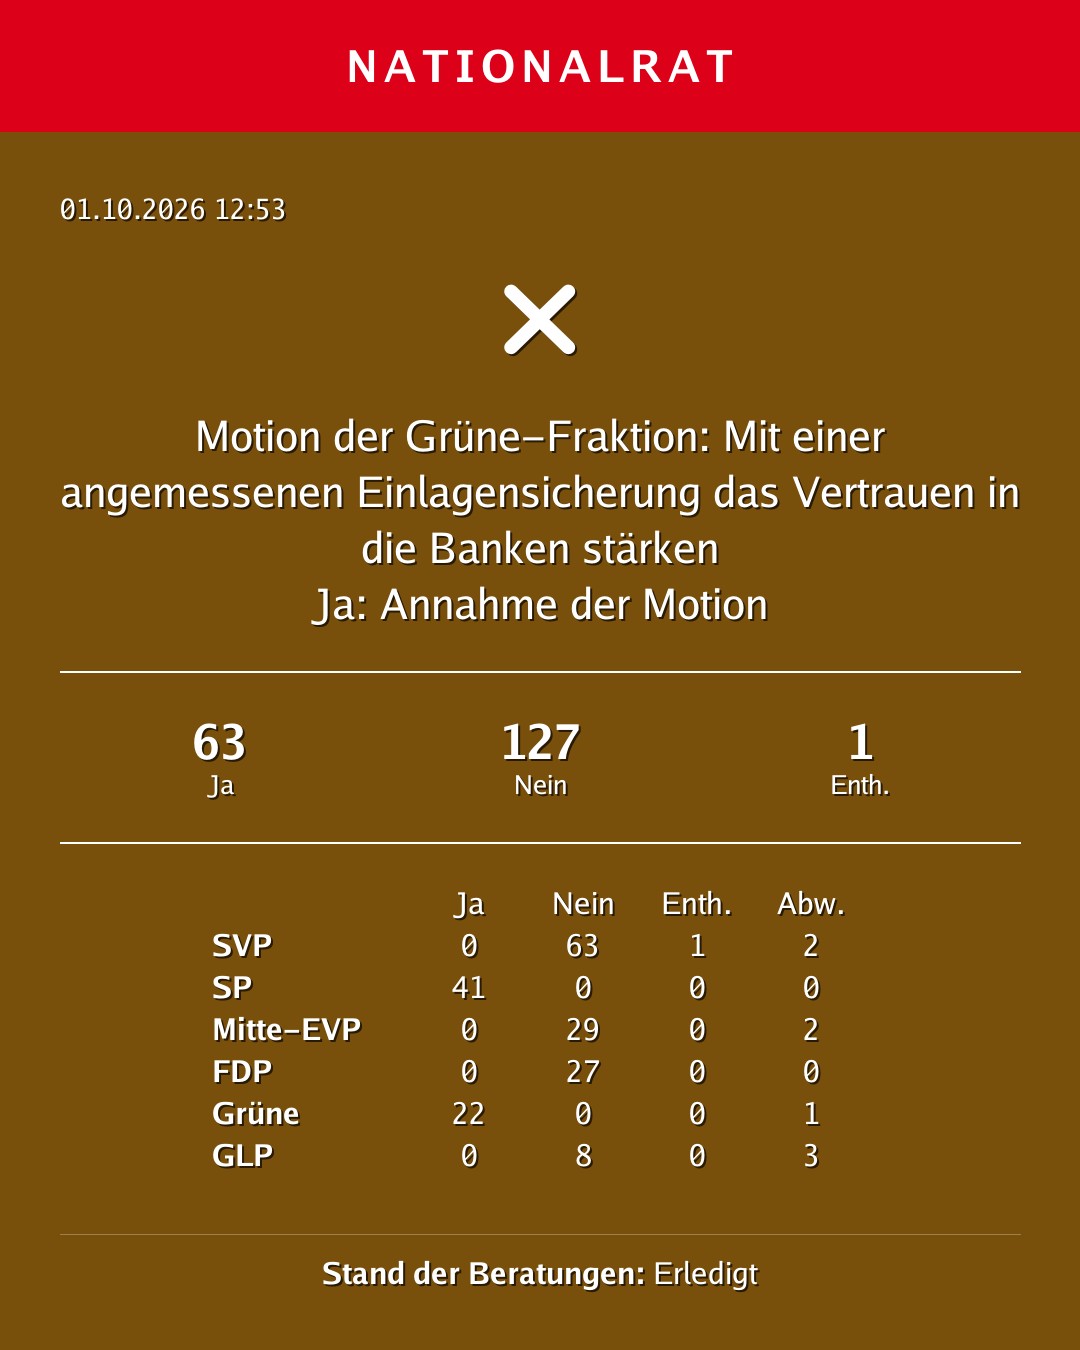 NATIONALRAT
01.10.2026 12:53
Motion der Grüne–Fraktion: Mit einer
angemessenen Einlagensicherung das Vertrauen in
die Banken stärken
Ja: Annahme der Motion
63 127 1
Ja Nein Enth.
Ja Nein Enth. Abw.
SVP 0 63 1 2
SP 41 0 0 0
Mitte–EVP 0 29 0 2
FDP 0 27 0 0
Grüne 22 0 0 1
GLP 0 8 0 3
Stand der Beratungen: Erledigt